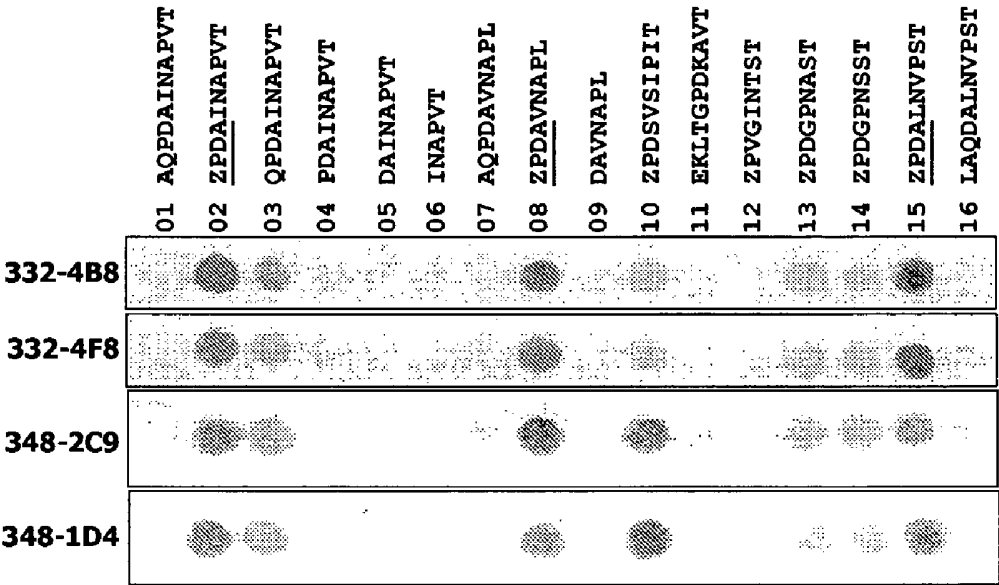 01 AQPDAINAPVT
02 ZPDAINAPVT
03 QPDAINAPVT
04 PDAINAPVT
05 DAINAPVT
06 INAPVT
07 AQPDAVNAPL
08 ZPDAVNAPL
09 DAVNAPL
10 ZPDSVSIPIT
11 EKLTGPDKAVT
12 ZPVGINTST
13 ZPDGPNAST
14 ZPDGPNSST
15 ZPDALNVPST
16 LAQDALNVPST
332-4B8
332-4F8
348-2C9
348-1D4